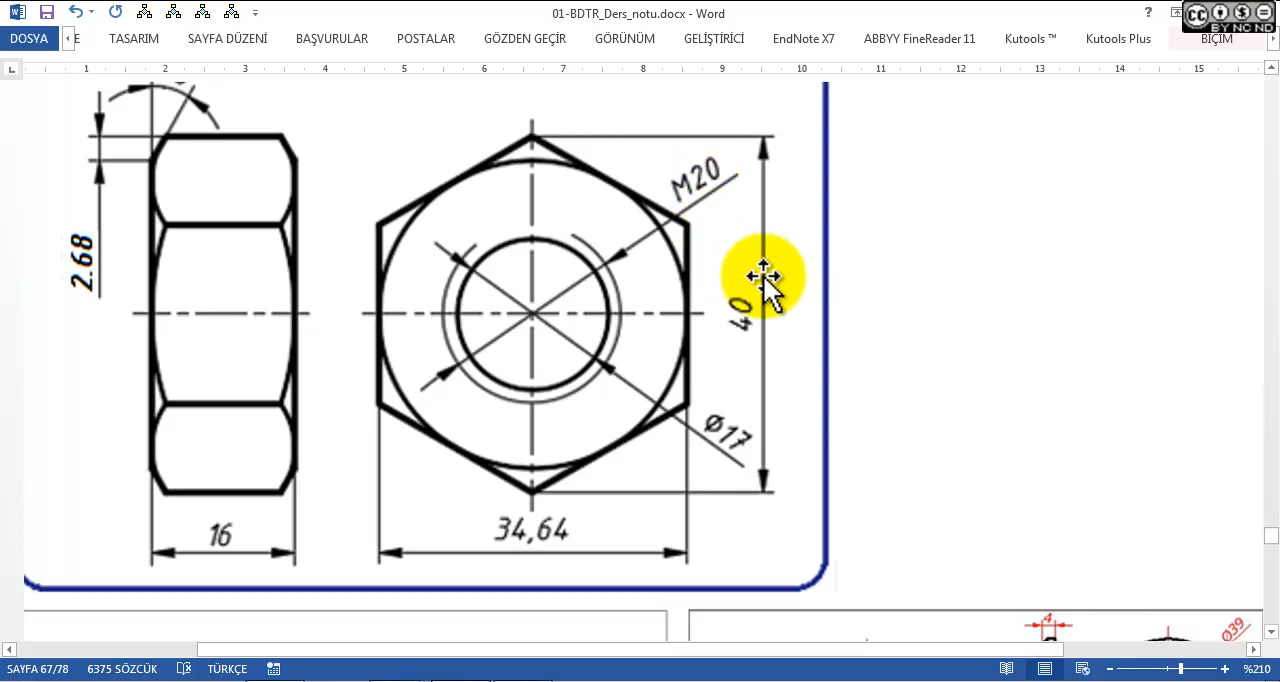 01-BDTR_Ders_notu.docx - Word
?
CC BY NC ND
DOSYA
E TASARIM SAYFA DÜZENİ BAŞVURULAR POSTALAR GÖZDEN GEÇİR GÖRÜNÜM GELİŞTİRİCİ EndNote X7 ABBYY FineReader 11 Kutools ™ Kutools Plus BİÇİM
1 2 3 4 5 6 7 8 9 10 11 12 13 14 15
M20
2.68
40
Ø17
34,64
16
4
Ø39
SAYFA 67/78 6375 SÖZCÜK TÜRKÇE
%210